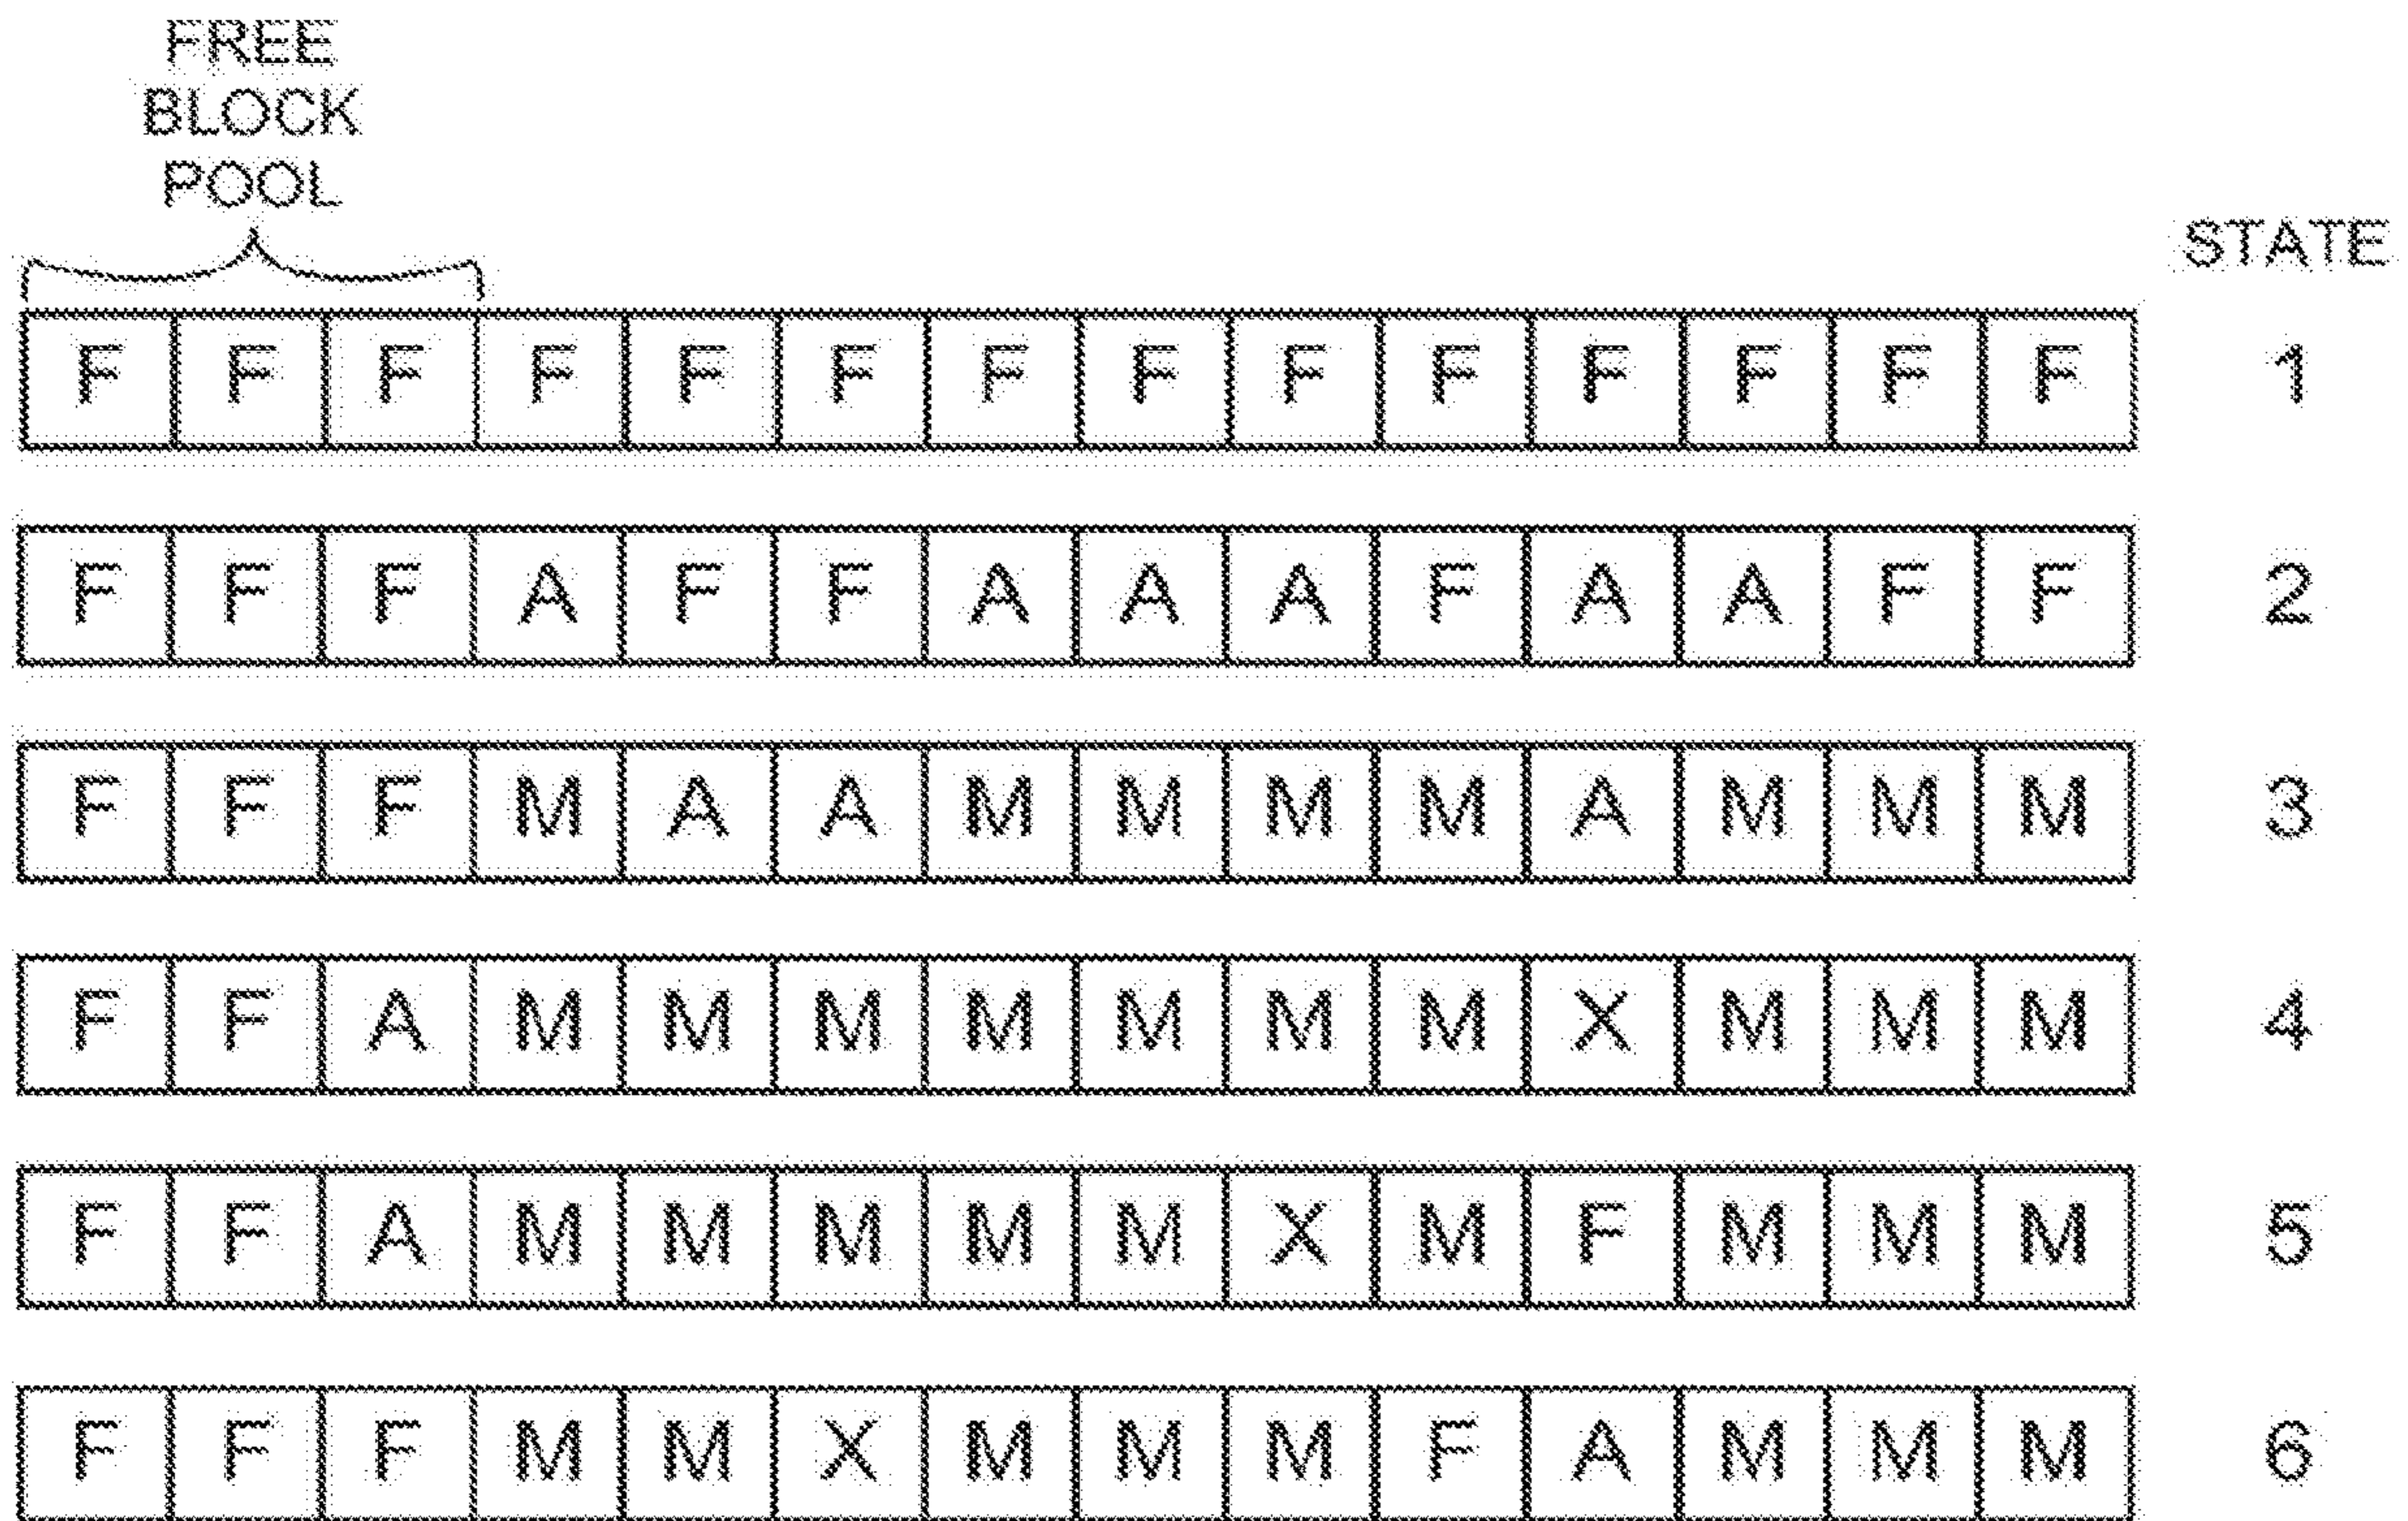 FREE
BLOCK
POOL
STATE
F F F F F F F F F F F F F F 1
F F F A F F A A A F A A F F 2
F F F M A A M M M M A M M M 3
F F A M M M M M M M X M M M 4
F F A M M M M M X M F M M M 5
F F F M M X M M M F A M M M 6